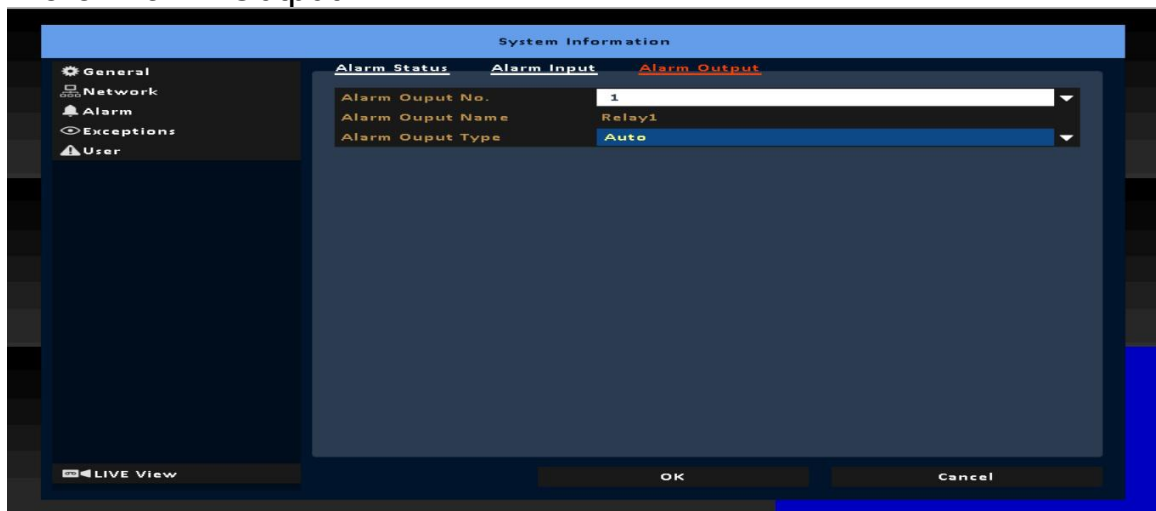 System Information
General
Network
Alarm
Exceptions
User
LIVE View
Alarm Status Alarm Input Alarm Output
Alarm Ouput No. 1
Alarm Ouput Name Relay1
Alarm Ouput Type Auto
OK Cancel